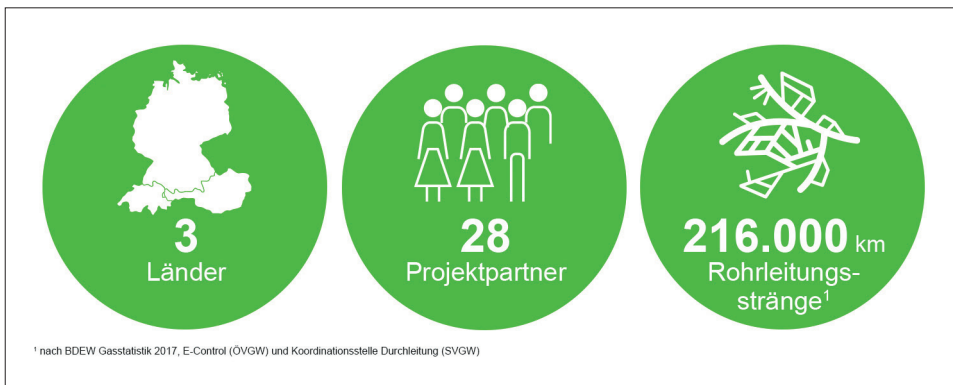 3
Länder
28
Projektpartner
216.000 km
Rohrleitungs-
stränge¹
¹ nach BDEW Gasstatistik 2017, E-Control (ÖVGW) und Koordinationsstelle Durchleitung (SVGW)